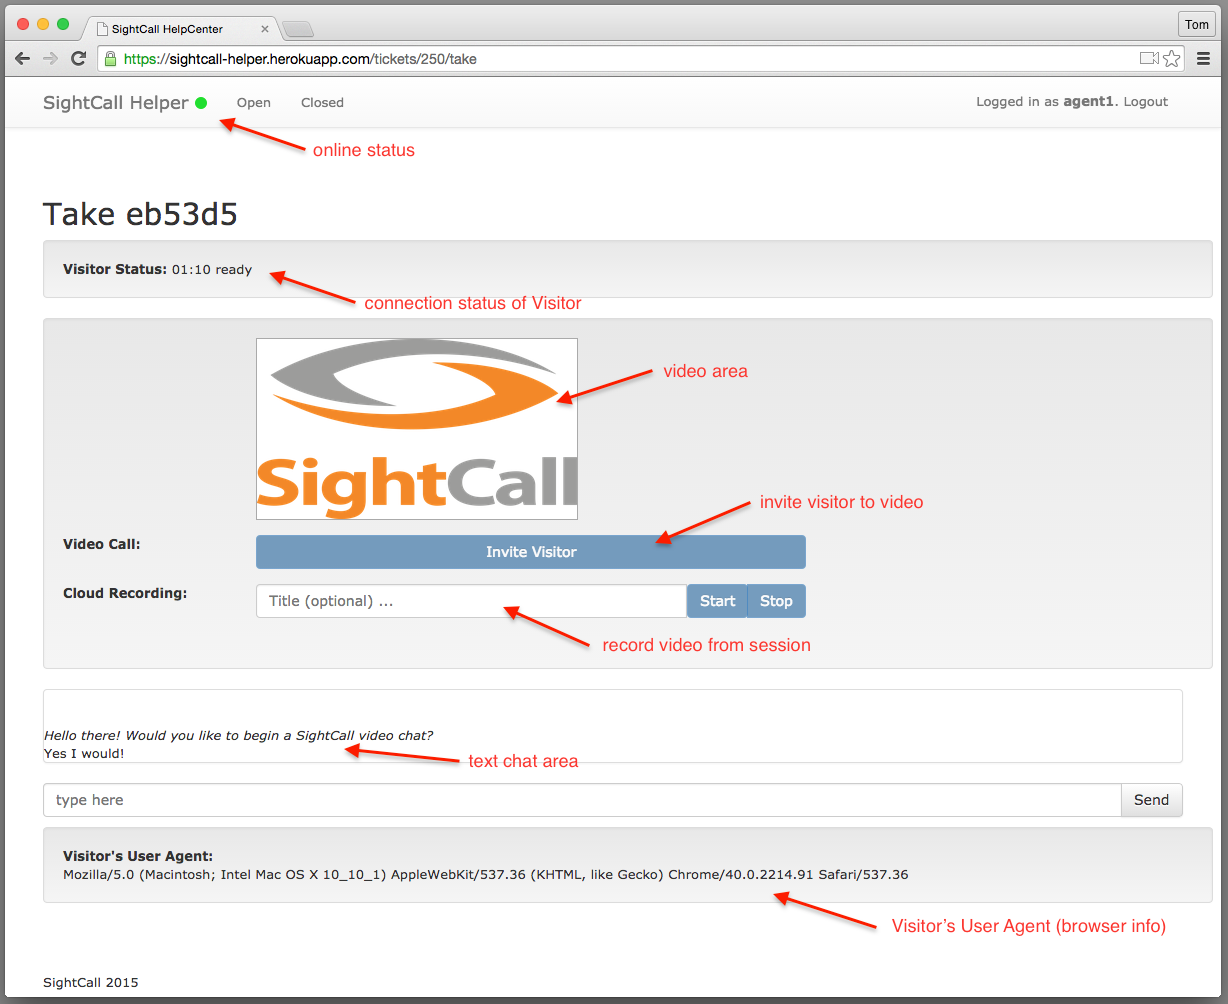 SightCall HelpCenter
Tom
https://sightcall-helper.herokuapp.com/tickets/250/take
SightCall Helper Open Closed Logged in as agent1. Logout
online status
Take eb53d5
Visitor Status: 01:10 ready
connection status of Visitor
video area
SightCall
invite visitor to video
Video Call: Invite Visitor
Cloud Recording: Title (optional) ... Start Stop
record video from session
Hello there! Would you like to begin a SightCall video chat?
Yes I would!
text chat area
type here Send
Visitor's User Agent:
Mozilla/5.0 (Macintosh; Intel Mac OS X 10_10_1) AppleWebKit/537.36 (KHTML, like Gecko) Chrome/40.0.2214.91 Safari/537.36
Visitor’s User Agent (browser info)
SightCall 2015